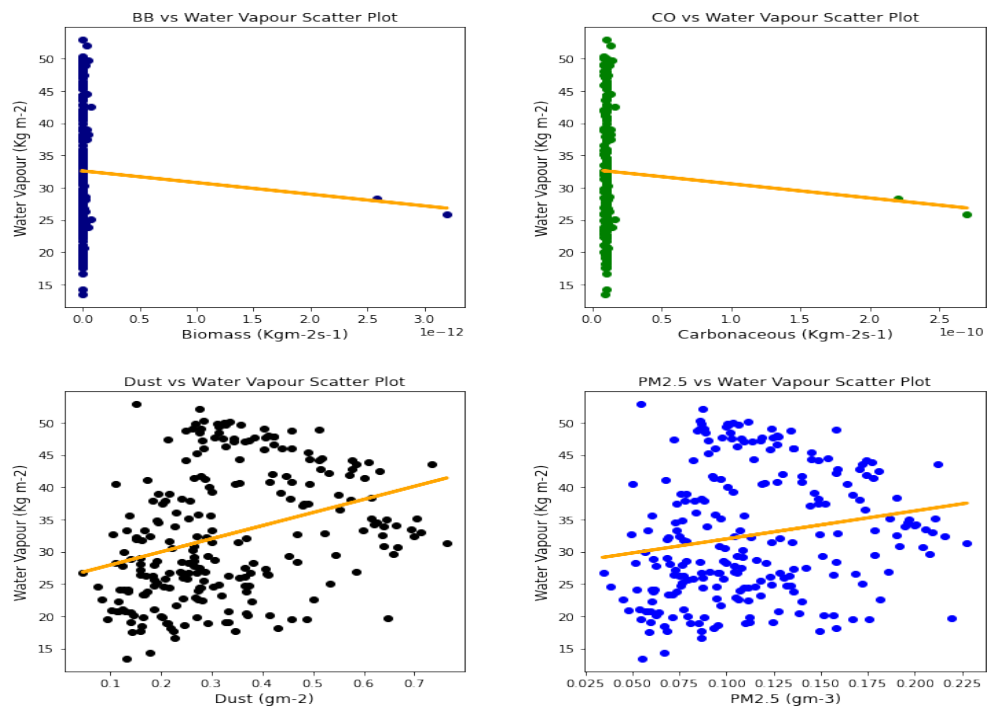 BB vs Water Vapour Scatter Plot
Water Vapour (Kg m-2)
50
45
40
35
30
25
20
15
0.0 0.5 1.0 1.5 2.0 2.5 3.0
1e−12
Biomass (Kgm-2s-1)
CO vs Water Vapour Scatter Plot
Water Vapour (Kg m-2)
50
45
40
35
30
25
20
15
0.0 0.5 1.0 1.5 2.0 2.5
1e−10
Carbonaceous (Kgm-2s-1)
Dust vs Water Vapour Scatter Plot
Water Vapour (Kg m-2)
50
45
40
35
30
25
20
15
0.1 0.2 0.3 0.4 0.5 0.6 0.7
Dust (gm-2)
PM2.5 vs Water Vapour Scatter Plot
Water Vapour (Kg m-2)
50
45
40
35
30
25
20
15
0.025 0.050 0.075 0.100 0.125 0.150 0.175 0.200 0.225
PM2.5 (gm-3)